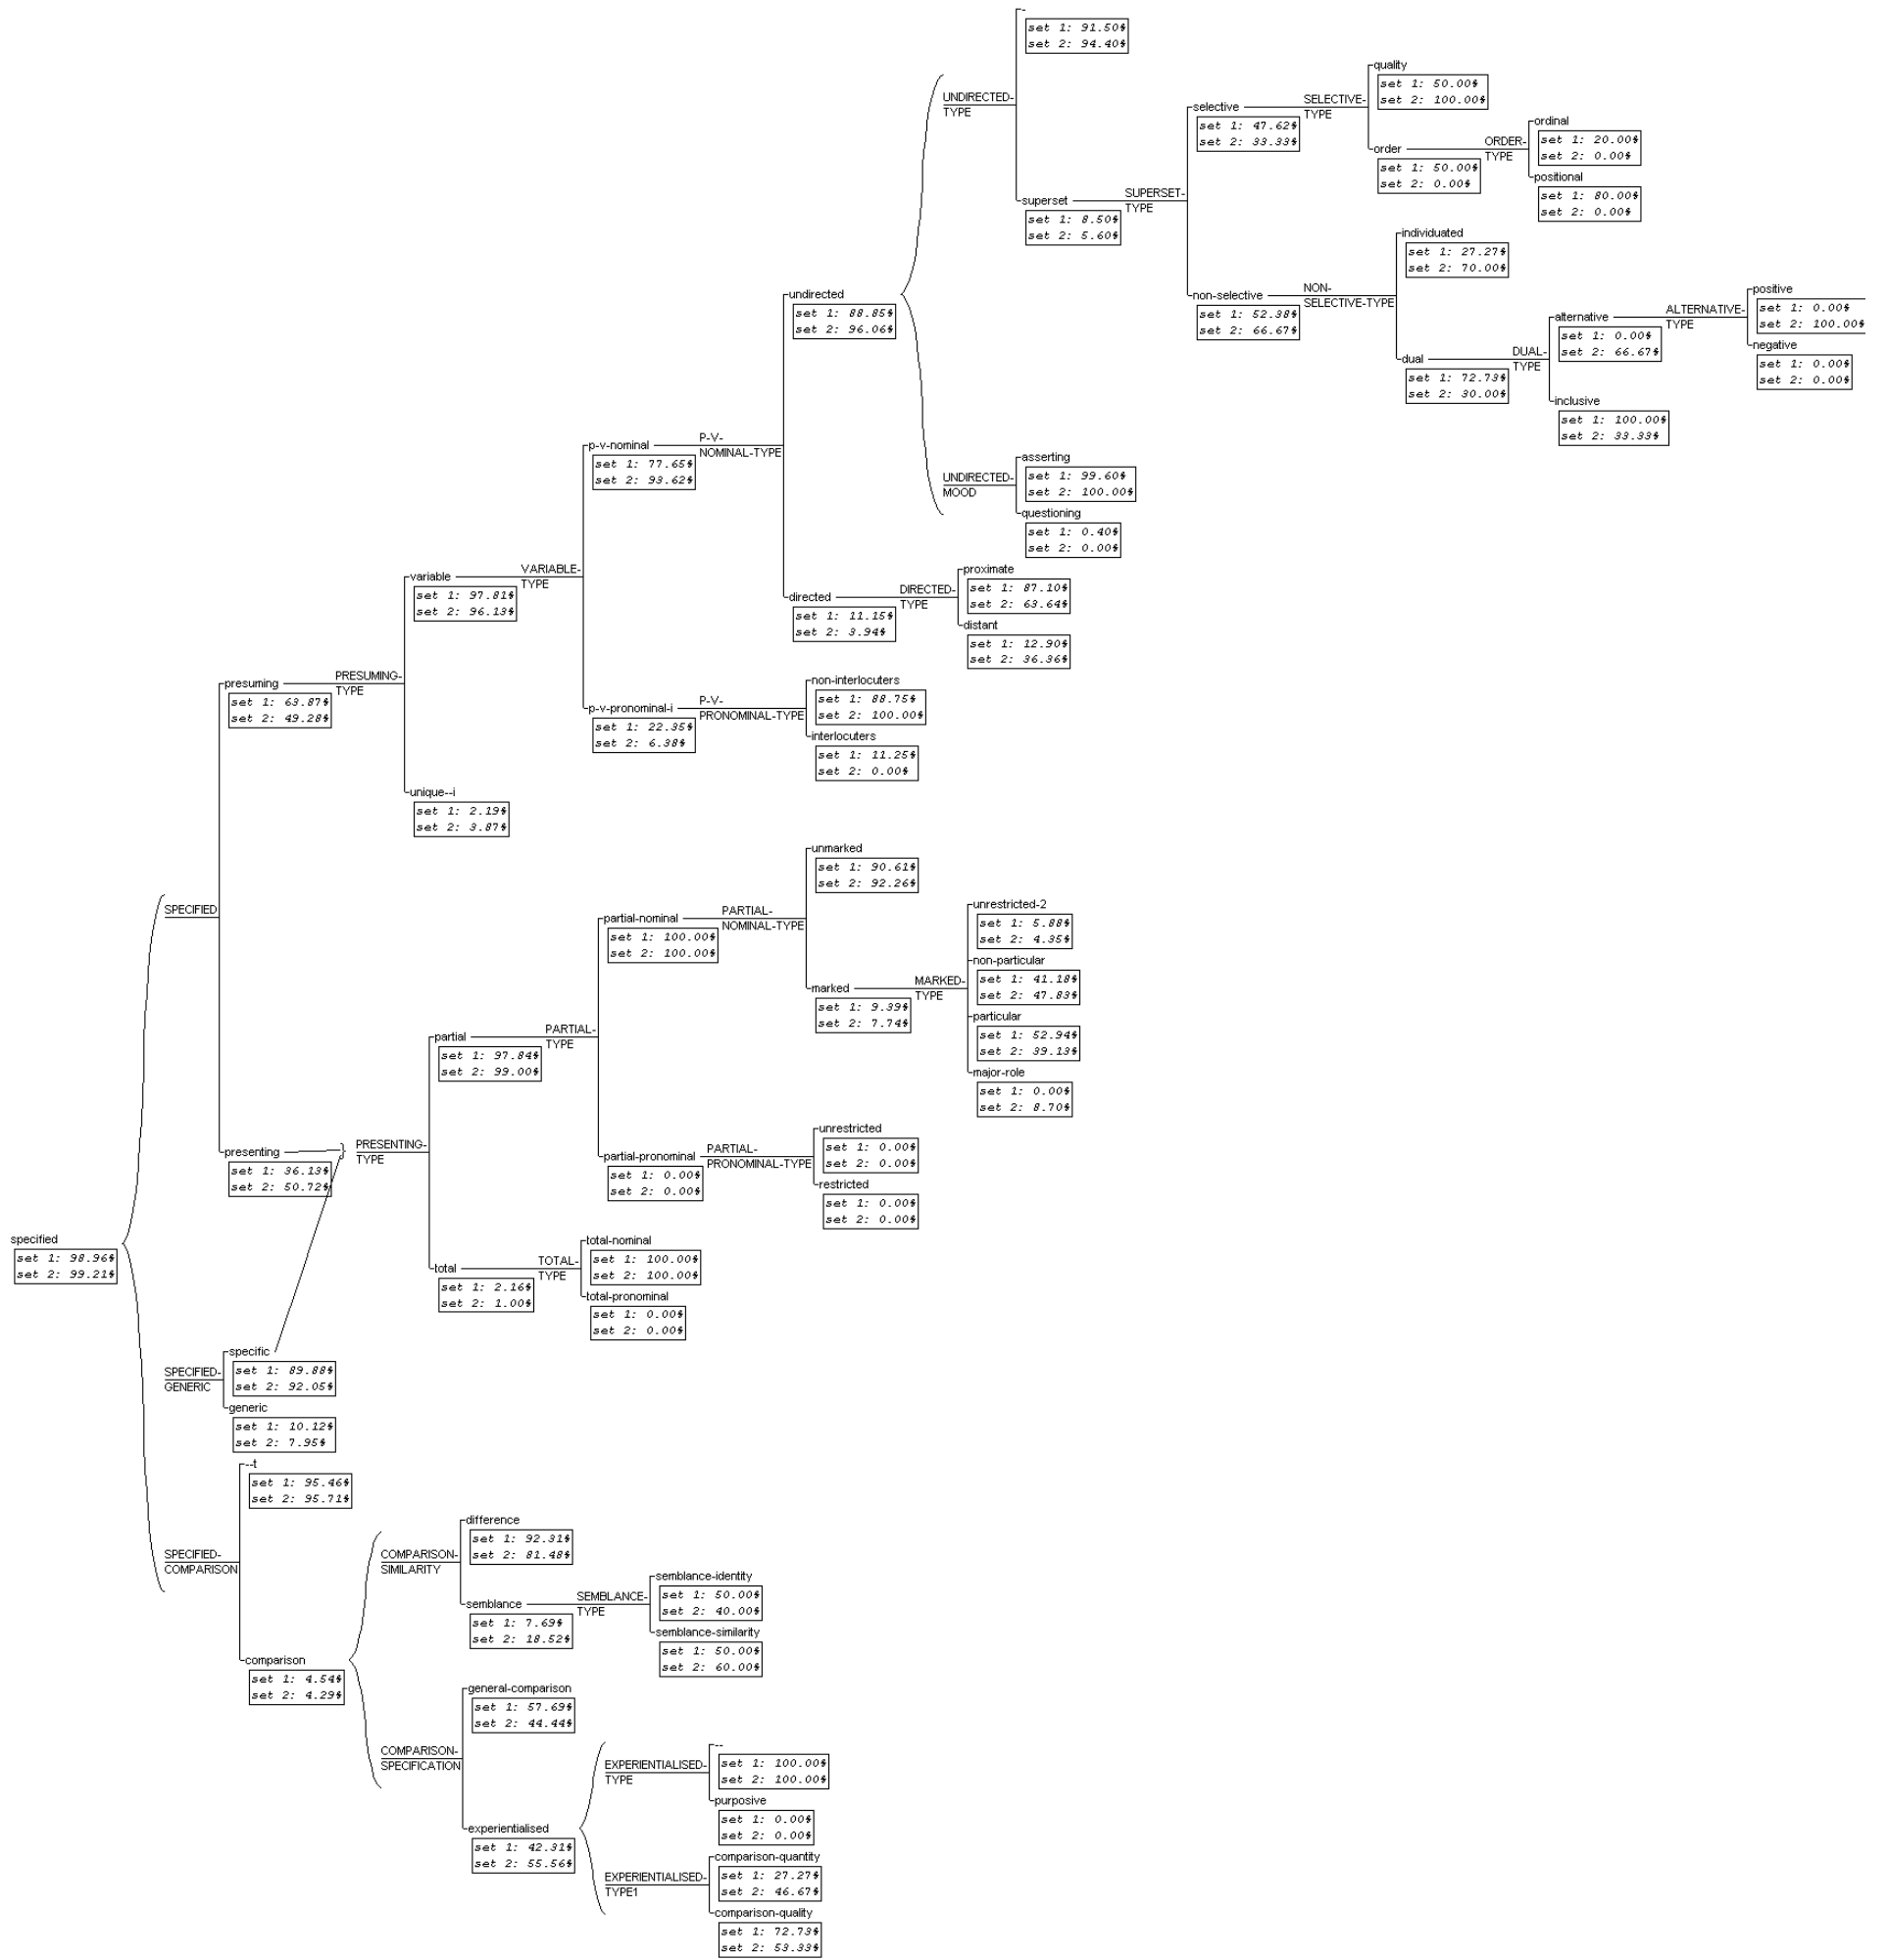 -
set 1: 91.50%
set 2: 94.40%
UNDIRECTED-
TYPE
quality
set 1: 50.00%
set 2: 100.00%
selective
SELECTIVE-
TYPE
set 1: 47.62%
set 2: 33.33%
ordinal
set 1: 20.00%
set 2: 0.00%
order
ORDER-
TYPE
set 1: 50.00%
set 2: 0.00%
positional
set 1: 80.00%
set 2: 0.00%
superset
SUPERSET-
TYPE
set 1: 8.50%
set 2: 5.60%
individuated
set 1: 27.27%
set 2: 70.00%
undirected
set 1: 88.85%
set 2: 96.06%
non-selective
NON-
SELECTIVE-TYPE
set 1: 52.38%
set 2: 66.67%
positive
set 1: 0.00%
set 2: 100.00%
alternative
ALTERNATIVE-
TYPE
set 1: 0.00%
set 2: 66.67%
negative
set 1: 0.00%
set 2: 0.00%
dual
DUAL-
TYPE
set 1: 72.73%
set 2: 30.00%
inclusive
set 1: 100.00%
set 2: 33.33%
p-v-nominal
P-V-
NOMINAL-TYPE
set 1: 77.65%
set 2: 93.62%
asserting
set 1: 99.60%
set 2: 100.00%
UNDIRECTED-
MOOD
questioning
set 1: 0.40%
set 2: 0.00%
variable
VARIABLE-
TYPE
set 1: 97.81%
set 2: 96.13%
proximate
set 1: 87.10%
set 2: 63.64%
directed
DIRECTED-
TYPE
set 1: 11.15%
set 2: 3.94%
distant
set 1: 12.90%
set 2: 36.36%
presuming
PRESUMING-
TYPE
set 1: 63.87%
set 2: 49.28%
non-interlocuters
set 1: 88.75%
set 2: 100.00%
p-v-pronominal-i
P-V-
PRONOMINAL-TYPE
set 1: 22.35%
set 2: 6.38%
interlocuters
set 1: 11.25%
set 2: 0.00%
unique--i
set 1: 2.19%
set 2: 3.87%
unmarked
set 1: 90.61%
set 2: 92.26%
SPECIFIED
partial-nominal
PARTIAL-
NOMINAL-TYPE
set 1: 100.00%
set 2: 100.00%
unrestricted-2
set 1: 5.88%
set 2: 4.35%
non-particular
set 1: 41.18%
set 2: 47.83%
marked
MARKED-
TYPE
set 1: 9.39%
set 2: 7.74%
particular
set 1: 52.94%
set 2: 39.13%
partial
PARTIAL-
TYPE
set 1: 97.84%
set 2: 99.00%
major-role
set 1: 0.00%
set 2: 8.70%
presenting
PRESENTING-
TYPE
set 1: 36.13%
set 2: 50.72%
unrestricted
set 1: 0.00%
set 2: 0.00%
partial-pronominal
PARTIAL-
PRONOMINAL-TYPE
set 1: 0.00%
set 2: 0.00%
restricted
set 1: 0.00%
set 2: 0.00%
specified
set 1: 98.96%
set 2: 99.21%
total-nominal
set 1: 100.00%
set 2: 100.00%
total
TOTAL-
TYPE
set 1: 2.16%
set 2: 1.00%
total-pronominal
set 1: 0.00%
set 2: 0.00%
specific
set 1: 89.88%
set 2: 92.05%
SPECIFIED-
GENERIC
generic
set 1: 10.12%
set 2: 7.95%
--t
set 1: 95.46%
set 2: 95.71%
SPECIFIED-
COMPARISON
difference
set 1: 92.31%
set 2: 81.48%
COMPARISON-
SIMILARITY
semblance
SEMBLANCE-
TYPE
set 1: 7.69%
set 2: 18.52%
semblance-identity
set 1: 50.00%
set 2: 40.00%
semblance-similarity
set 1: 50.00%
set 2: 60.00%
comparison
set 1: 4.54%
set 2: 4.29%
general-comparison
set 1: 57.69%
set 2: 44.44%
COMPARISON-
SPECIFICATION
--
set 1: 100.00%
set 2: 100.00%
EXPERIENTIALISED-
TYPE
purposive
set 1: 0.00%
set 2: 0.00%
experientialised
set 1: 42.31%
set 2: 55.56%
comparison-quantity
set 1: 27.27%
set 2: 46.67%
EXPERIENTIALISED-
TYPE1
comparison-quality
set 1: 72.73%
set 2: 53.33%